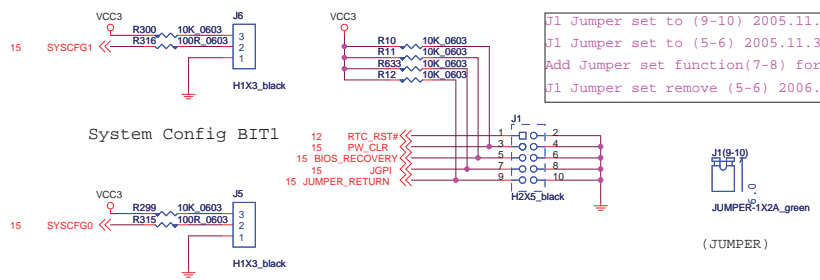 VCC3
J6
R300 10K_0603
3
15 SYSCFG1 R316 100R_0603
2
1
H1X3_black
System Config BIT1
VCC3
J5
R299 10K_0603
3
15 SYSCFG0 R315 100R_0603
2
1
H1X3_black
VCC3
R10 10K_0603
R11 10K_0603
R633 10K_0603
R12 10K_0603
J1
12 RTC_RST# 1 2
15 PW_CLR 3 4
15 BIOS_RECOVERY 5 6
15 JGPI 7 8
15 JUMPER_RETURN 9 10
H2X5_black
J1 Jumper set to (9-10) 2005.11.
J1 Jumper set to (5-6) 2005.11.3
Add Jumper set function(7-8) for
J1 Jumper set remove (5-6) 2006.
J1(9-10)
6.0
JUMPER-1X2A_green
(JUMPER)